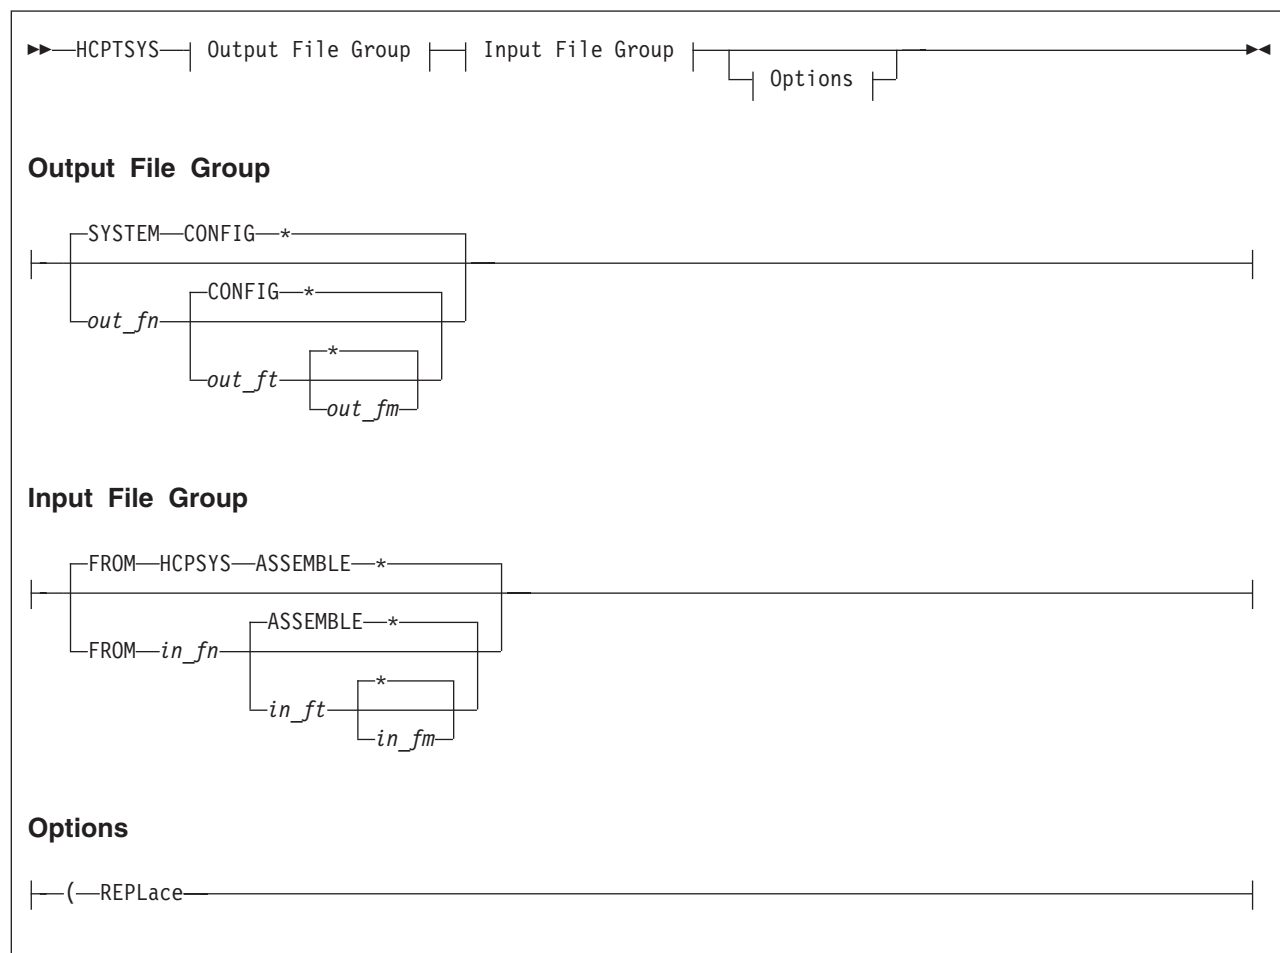 HCPTSYS Output File Group Input File Group
Options
Output File Group
SYSTEM CONFIG *
CONFIG *
out_fn
*
out_ft
out_fm
Input File Group
FROM HCPSYS ASSEMBLE *
ASSEMBLE *
FROM in_fn
*
in_ft
in_fm
Options
( REPLace